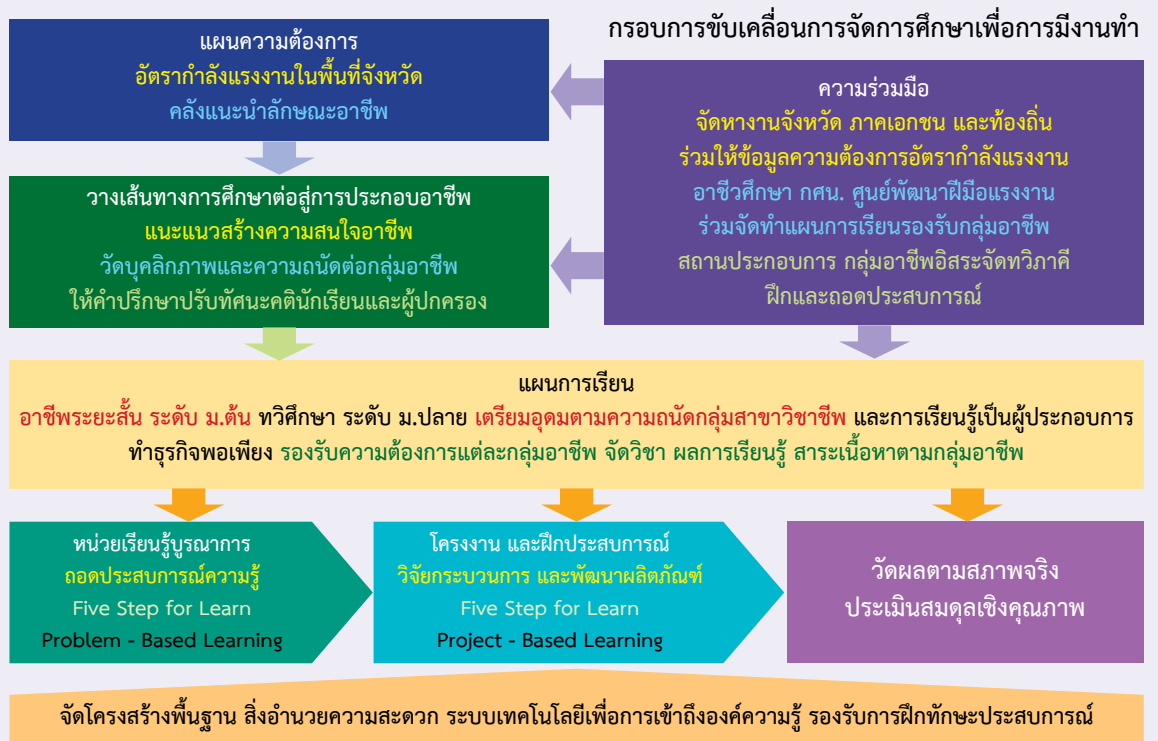 กรอบการขับเคลื่อนการจัดการศึกษาเพื่อการมีงานทำ
แผนความต้องการ
อัตรากำลังแรงงานในพื้นที่จังหวัด
คลังแนะนำลักษณะอาชีพ
ความร่วมมือ
จัดหางานจังหวัด ภาคเอกชน และท้องถิ่น
ร่วมให้ข้อมูลความต้องการอัตรากำลังแรงงาน
อาชีวศึกษา กศน. ศูนย์พัฒนาฝีมือแรงงาน
ร่วมจัดทำแผนการเรียนรองรับกลุ่มอาชีพ
สถานประกอบการ กลุ่มอาชีพอิสระจัดทวิภาคี
ฝึกและถอดประสบการณ์
วางเส้นทางการศึกษาต่อสู่การประกอบอาชีพ
แนะแนวสร้างความสนใจอาชีพ
วัดบุคลิกภาพและความถนัดต่อกลุ่มอาชีพ
ให้คำปรึกษาปรับทัศนะคตินักเรียนและผู้ปกครอง
แผนการเรียน
อาชีพระยะสั้น ระดับ ม.ต้น ทวิศึกษา ระดับ ม.ปลาย เตรียมอุดมตามความถนัดกลุ่มสาขาวิชาชีพ และการเรียนรู้เป็นผู้ประกอบการ
ทำธุรกิจพอเพียง รองรับความต้องการแต่ละกลุ่มอาชีพ จัดวิชา ผลการเรียนรู้ สาระเนื้อหาตามกลุ่มอาชีพ
หน่วยเรียนรู้บูรณาการ
ถอดประสบการณ์ความรู้
Five Step for Learn
Problem - Based Learning
โครงงาน และฝึกประสบการณ์
วิจัยกระบวนการ และพัฒนาผลิตภัณฑ์
Five Step for Learn
Project - Based Learning
วัดผลตามสภาพจริง
ประเมินสมดุลเชิงคุณภาพ
จัดโครงสร้างพื้นฐาน สิ่งอำนวยความสะดวก ระบบเทคโนโลยีเพื่อการเข้าถึงองค์ความรู้ รองรับการฝึกทักษะประสบการณ์